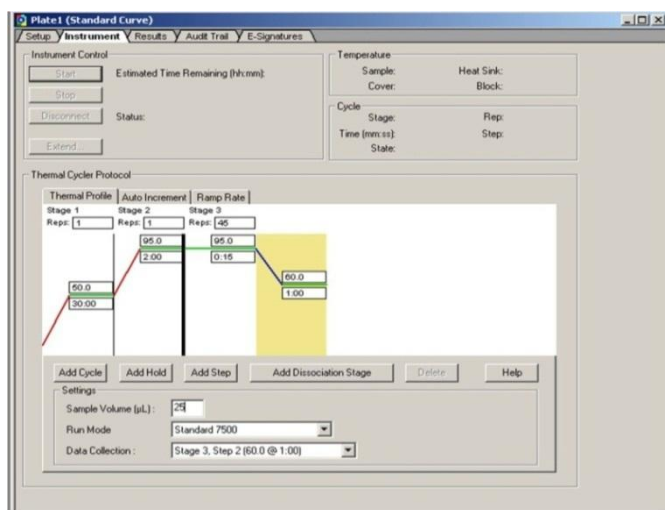 Plate1 (Standard Curve)
Setup Instrument Results Audit Trail E-Signatures
Instrument Control
Start
Estimated Time Remaining (hh:mm):
Stop
Disconnect
Status:
Extend...
Temperature
Sample: Heat Sink:
Cover: Block:
Cycle
Stage: Rep:
Time (mm:ss): Step:
State:
Thermal Cycler Protocol
Thermal Profile Auto Increment Ramp Rate
Stage 1 Stage 2 Stage 3
Reps: 1 Reps: 1 Reps: 45
95.0 95.0
2:00 0:15
50.0 60.0
30:00 1:00
Add Cycle Add Hold Add Step Add Dissociation Stage Delete Help
Settings
Sample Volume (µL) : 25
Run Mode Standard 7500
Data Collection : Stage 3, Step 2 (60.0 @ 1:00)